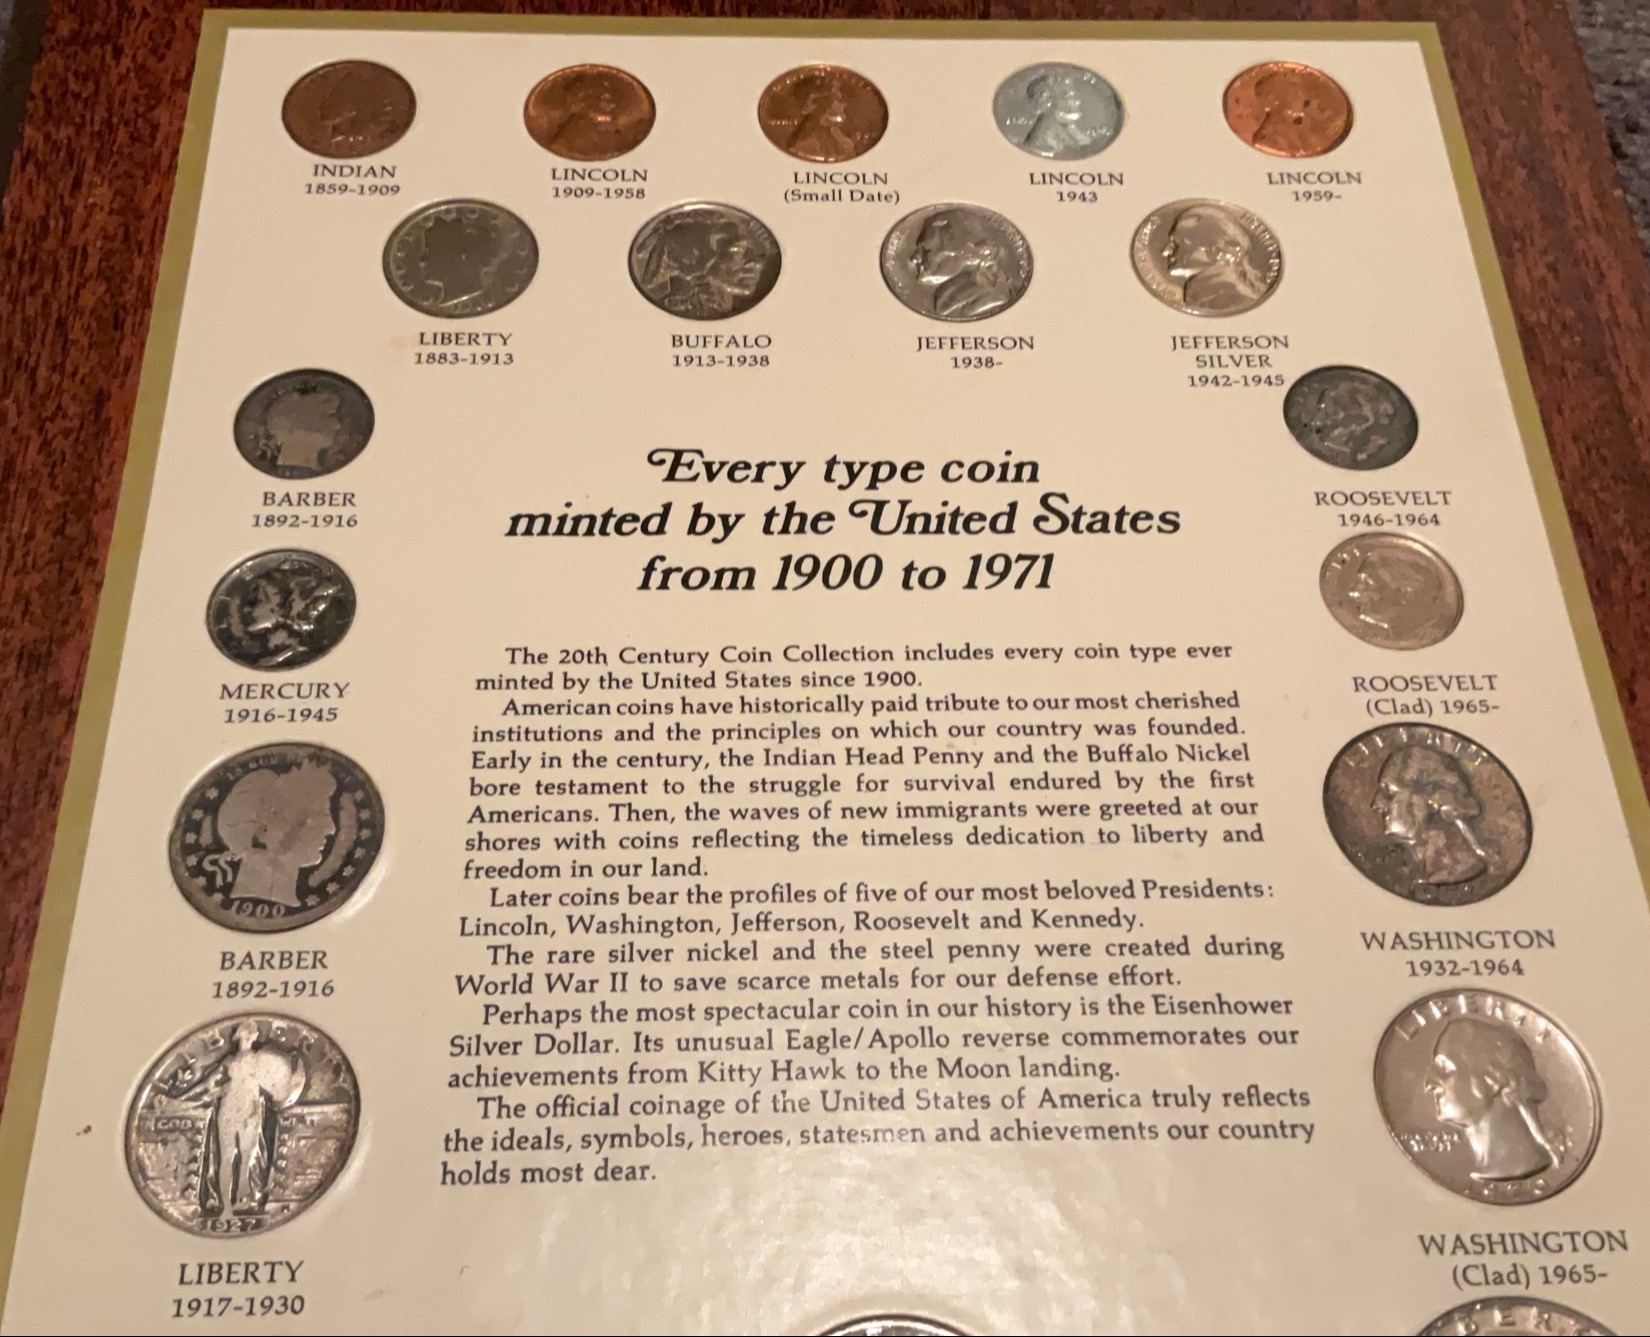 INDIAN
1859-1909
LINCOLN
1909-1958
LINCOLN
(Small Date)
LINCOLN
1943
LINCOLN
1959-
LIBERTY
1883-1913
BUFFALO
1913-1938
JEFFERSON
1938-
JEFFERSON
SILVER
1942-1945
BARBER
1892-1916
ROOSEVELT
1946-1964
Every type coin
minted by the United States
from 1900 to 1971
MERCURY
1916-1945
ROOSEVELT
(Clad) 1965-
The 20th Century Coin Collection includes every coin type ever
minted by the United States since 1900.
American coins have historically paid tribute to our most cherished
institutions and the principles on which our country was founded.
Early in the century, the Indian Head Penny and the Buffalo Nickel
bore testament to the struggle for survival endured by the first
Americans. Then, the waves of new immigrants were greeted at our
shores with coins reflecting the timeless dedication to liberty and
freedom in our land.
Later coins bear the profiles of five of our most beloved Presidents:
Lincoln, Washington, Jefferson, Roosevelt and Kennedy.
The rare silver nickel and the steel penny were created during
World War II to save scarce metals for our defense effort.
Perhaps the most spectacular coin in our history is the Eisenhower
Silver Dollar. Its unusual Eagle/Apollo reverse commemorates our
achievements from Kitty Hawk to the Moon landing.
The official coinage of the United States of America truly reflects
the ideals, symbols, heroes, statesmen and achievements our country
holds most dear.
1900
BARBER
1892-1916
LIBERTY
WASHINGTON
1932-1964
LIBERTY
1927
LIBERTY
1917-1930
LIBERTY
WASHINGTON
(Clad) 1965-